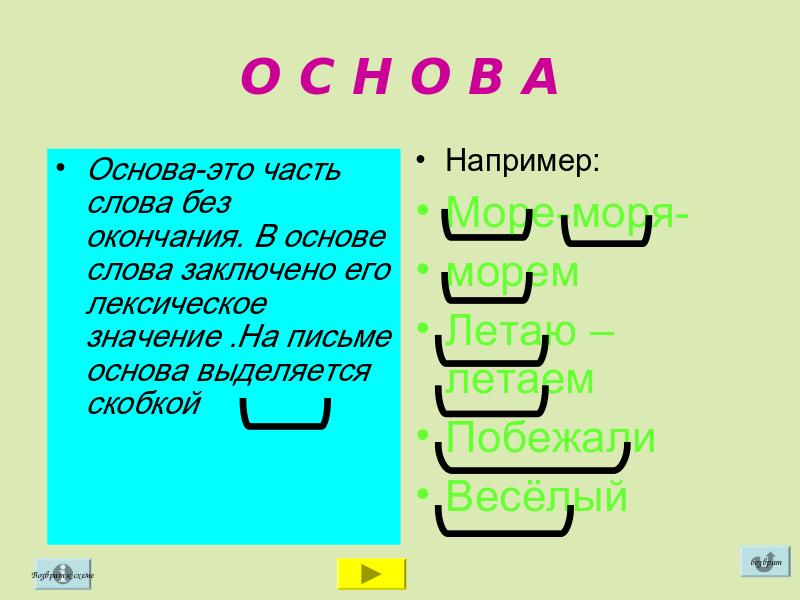 О С Н О В А
Основа-это часть
слова без
окончания. В основе
слова заключено его
лексическое
значение .На письме
основа выделяется
скобкой
Например:
Море-моря-
морем
Летаю –
летаем
Побежали
Весёлый
Возврат к схеме
возврат